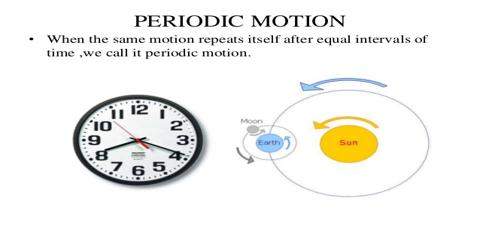 PERIODIC MOTION
• When the same motion repeats itself after equal intervals of
time ,we call it periodic motion.
12
11 1
10 2
9 3
8 4
7 5
6
Moon
Earth
Sun